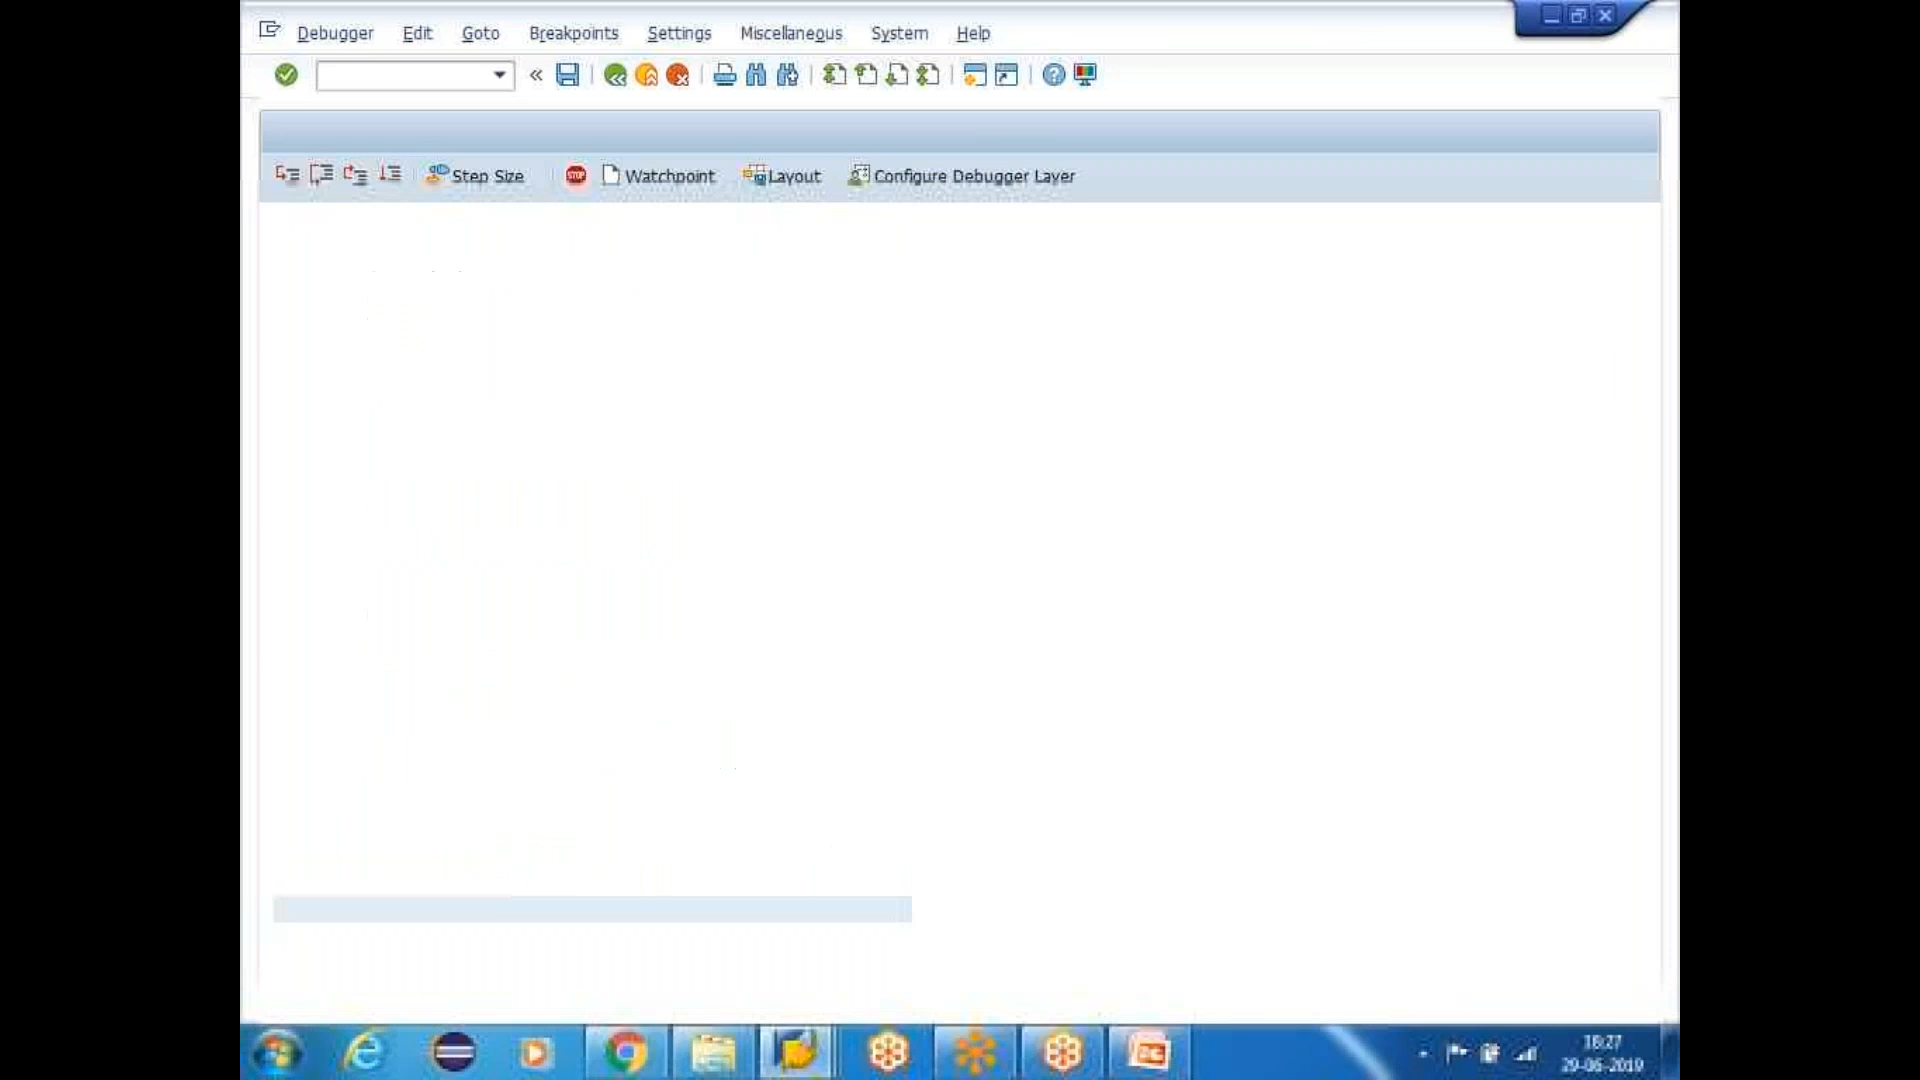 Debugger Edit Goto Breakpoints Settings Miscellaneous System Help
Step Size STOP Watchpoint Layout Configure Debugger Layer
18:27
29-06-2019